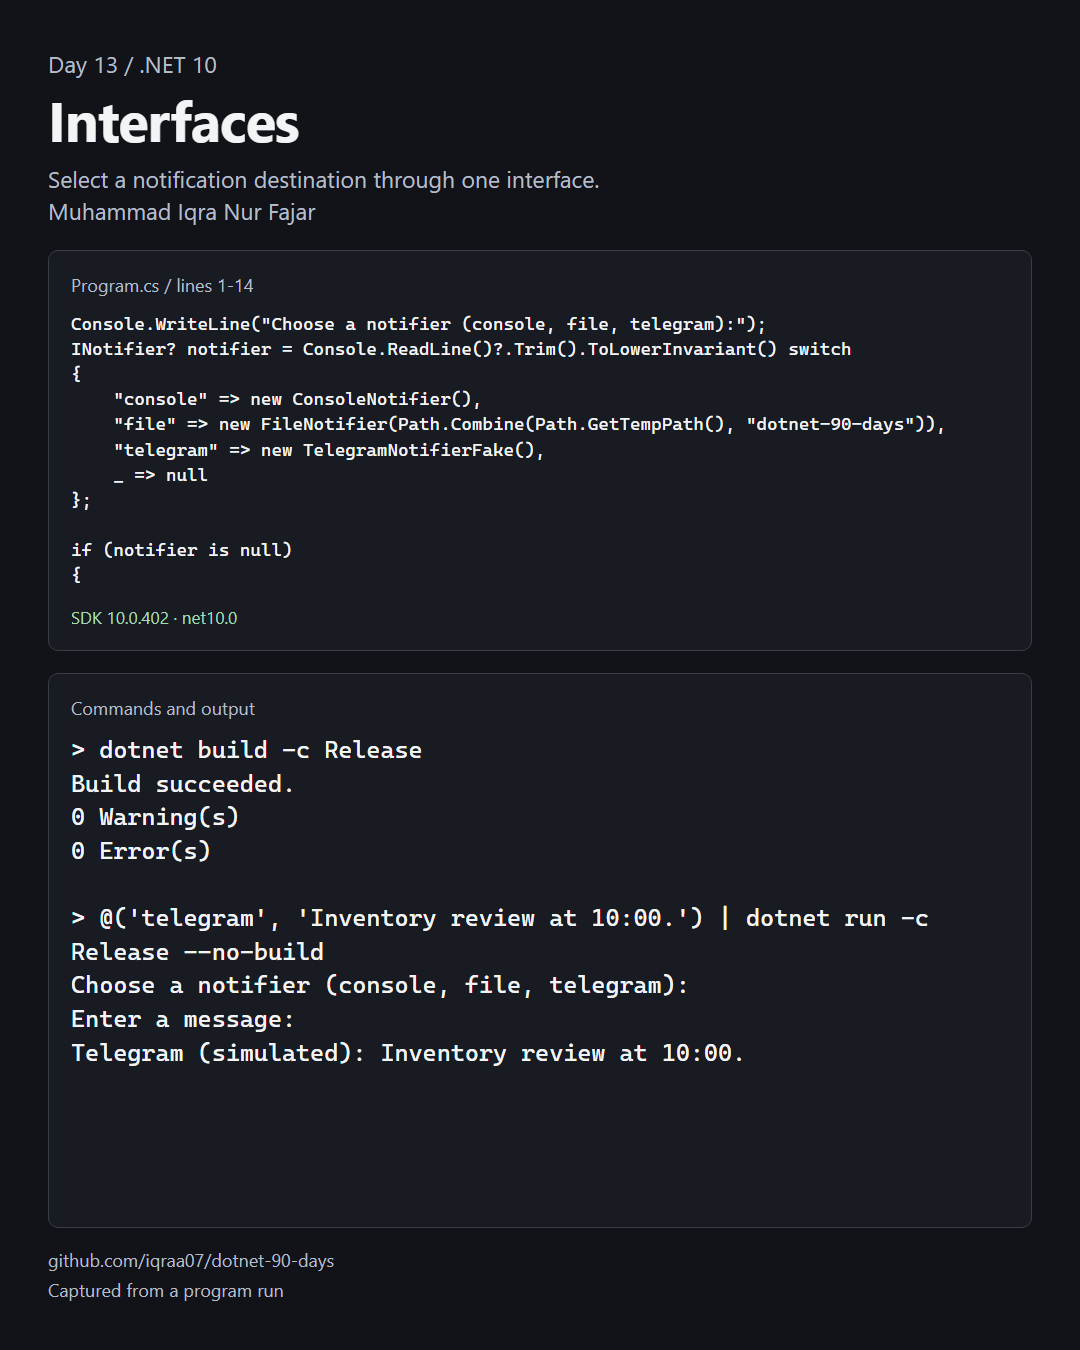 Day 13 / .NET 10
Interfaces
Select a notification destination through one interface.
Muhammad Iqra Nur Fajar
Program.cs / lines 1-14
Console.WriteLine("Choose a notifier (console, file, telegram):");
INotifier? notifier = Console.ReadLine()?.Trim().ToLowerInvariant() switch
{
    "console" => new ConsoleNotifier(),
    "file" => new FileNotifier(Path.Combine(Path.GetTempPath(), "dotnet-90-days")),
    "telegram" => new TelegramNotifierFake(),
    _ => null
};

if (notifier is null)
{
SDK 10.0.402 · net10.0
Commands and output
> dotnet build -c Release
Build succeeded.
0 Warning(s)
0 Error(s)

> @('telegram', 'Inventory review at 10:00.') | dotnet run -c
Release --no-build
Choose a notifier (console, file, telegram):
Enter a message:
Telegram (simulated): Inventory review at 10:00.
github.com/iqraa07/dotnet-90-days
Captured from a program run